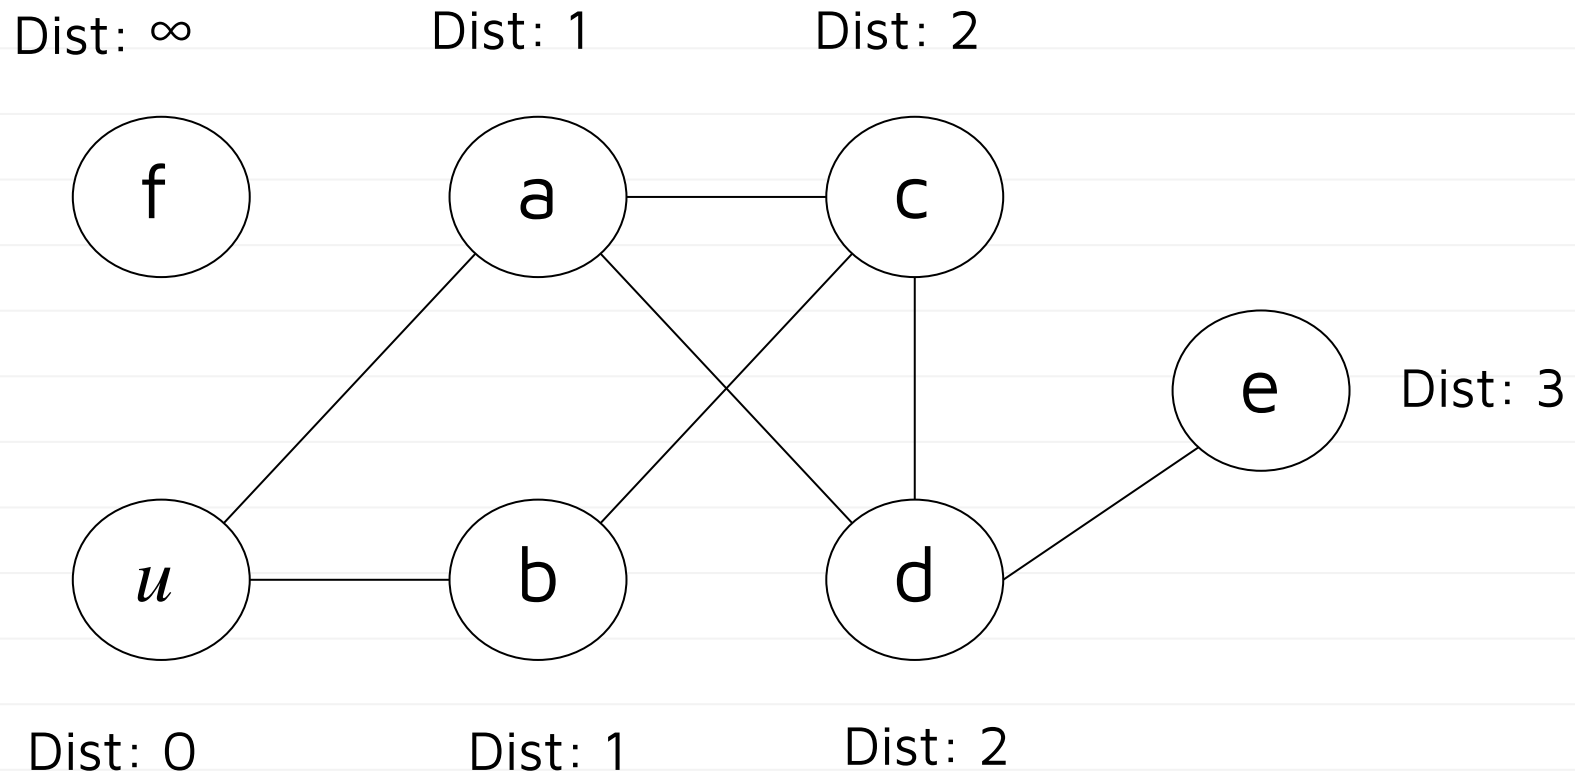 Dist: ∞
Dist: 1
Dist: 2
f
a
c
e
Dist: 3
u
b
d
Dist: 0
Dist: 1
Dist: 2